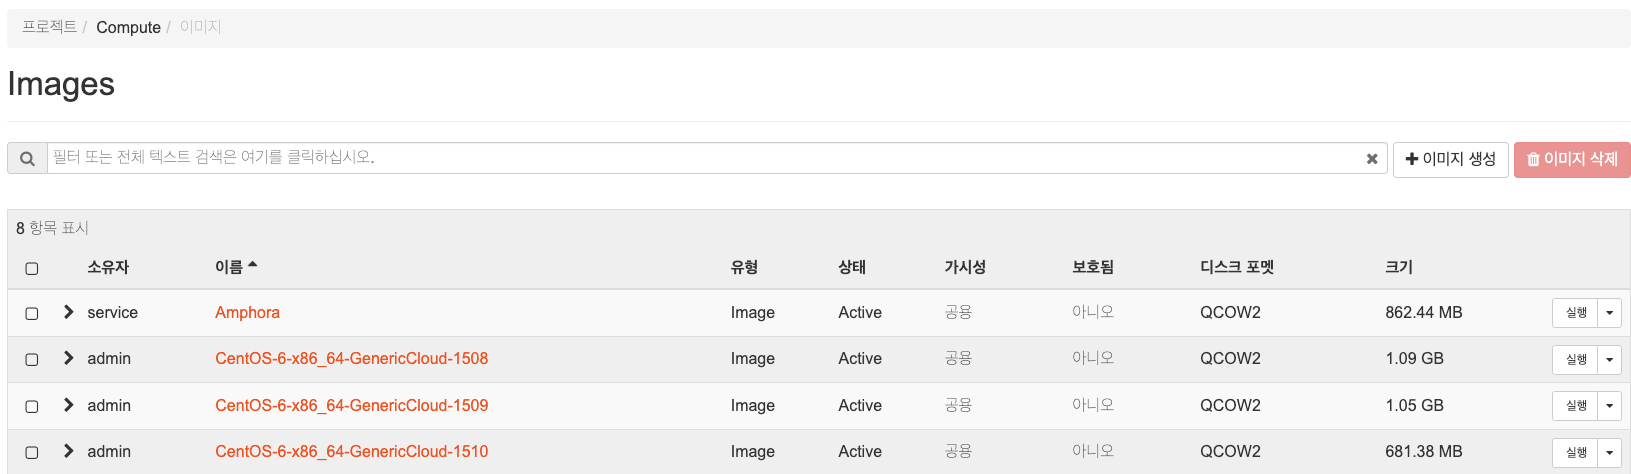 프로젝트 / Compute / 이미지
Images
필터 또는 전체 텍스트 검색은 여기를 클릭하십시오.
이미지 생성
이미지 삭제
8 항목 표시
소유자 이름 유형 상태 가시성 보호됨 디스크 포멧 크기
service Amphora Image Active 공용 아니오 QCOW2 862.44 MB 실행
admin CentOS-6-x86_64-GenericCloud-1508 Image Active 공용 아니오 QCOW2 1.09 GB 실행
admin CentOS-6-x86_64-GenericCloud-1509 Image Active 공용 아니오 QCOW2 1.05 GB 실행
admin CentOS-6-x86_64-GenericCloud-1510 Image Active 공용 아니오 QCOW2 681.38 MB 실행